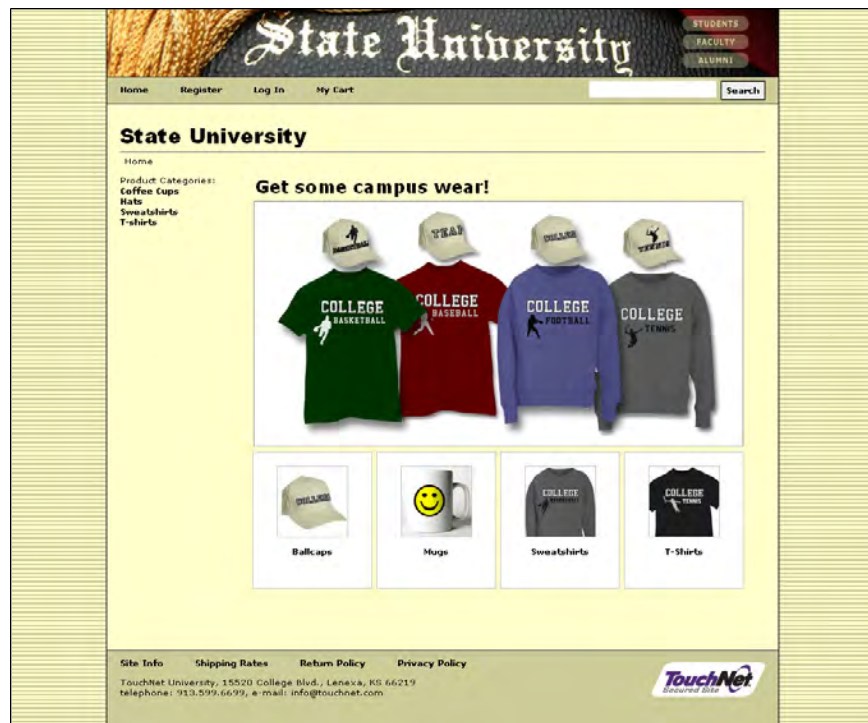 State University
STUDENTS
FACULTY
ALUMNI
Home Register Log In My Cart Search
State University
Home
Product Categories:
Coffee Cups
Hats
Sweatshirts
T-shirts
Get some campus wear!
BASKETBALL
TEAM
COLLEGE
TENNIS
COLLEGE BASKETBALL
COLLEGE BASEBALL
COLLEGE FOOTBALL
COLLEGE TENNIS
COLLEGE
COLLEGE
COLLEGE TENNIS
Ballcaps Mugs Sweatshirts T-Shirts
Site Info Shipping Rates Return Policy Privacy Policy
TouchNet University, 15520 College Blvd., Lenexa, KS 66219
telephone: 913.599.6699, e-mail: info@touchnet.com
TouchNet
Secured Site